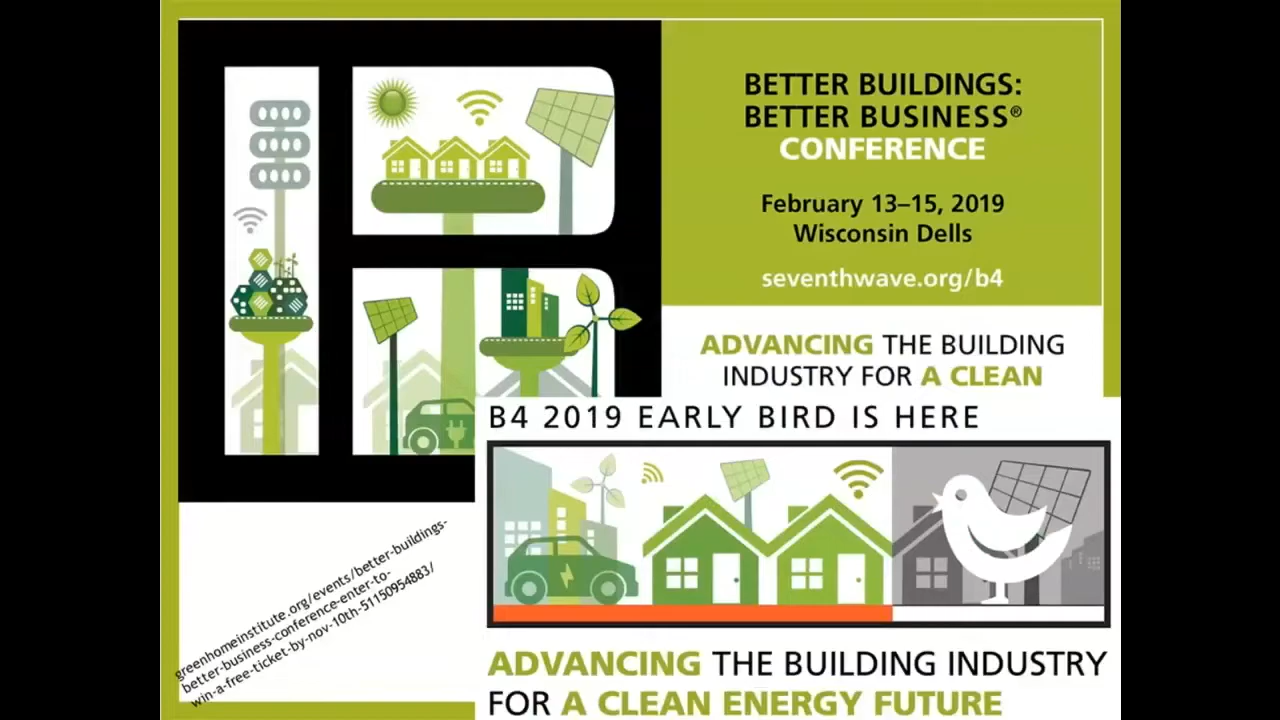 BETTER BUILDINGS:
BETTER BUSINESS®
CONFERENCE
February 13–15, 2019
Wisconsin Dells
seventhwave.org/b4
ADVANCING THE BUILDING
INDUSTRY FOR A CLEAN
B4 2019 EARLY BIRD IS HERE
ADVANCING THE BUILDING INDUSTRY
FOR A CLEAN ENERGY FUTURE
greenhomeinstitute.org/events/better-buildings-
better-business-conference-enter-to-
win-a-free-ticket-by-nov-10th-51150954883/